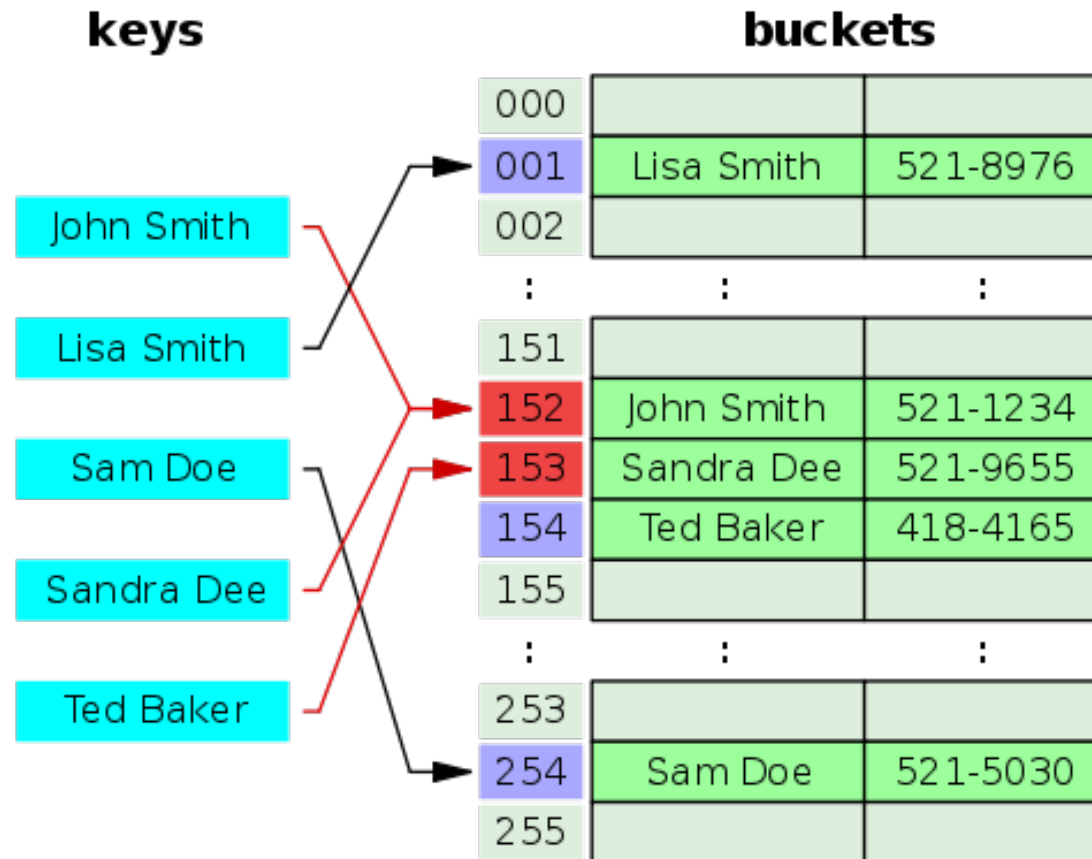 keys
buckets
John Smith
Lisa Smith
Sam Doe
Sandra Dee
Ted Baker
000
001 Lisa Smith 521-8976
002
: : :
151
152 John Smith 521-1234
153 Sandra Dee 521-9655
154 Ted Baker 418-4165
155
: : :
253
254 Sam Doe 521-5030
255